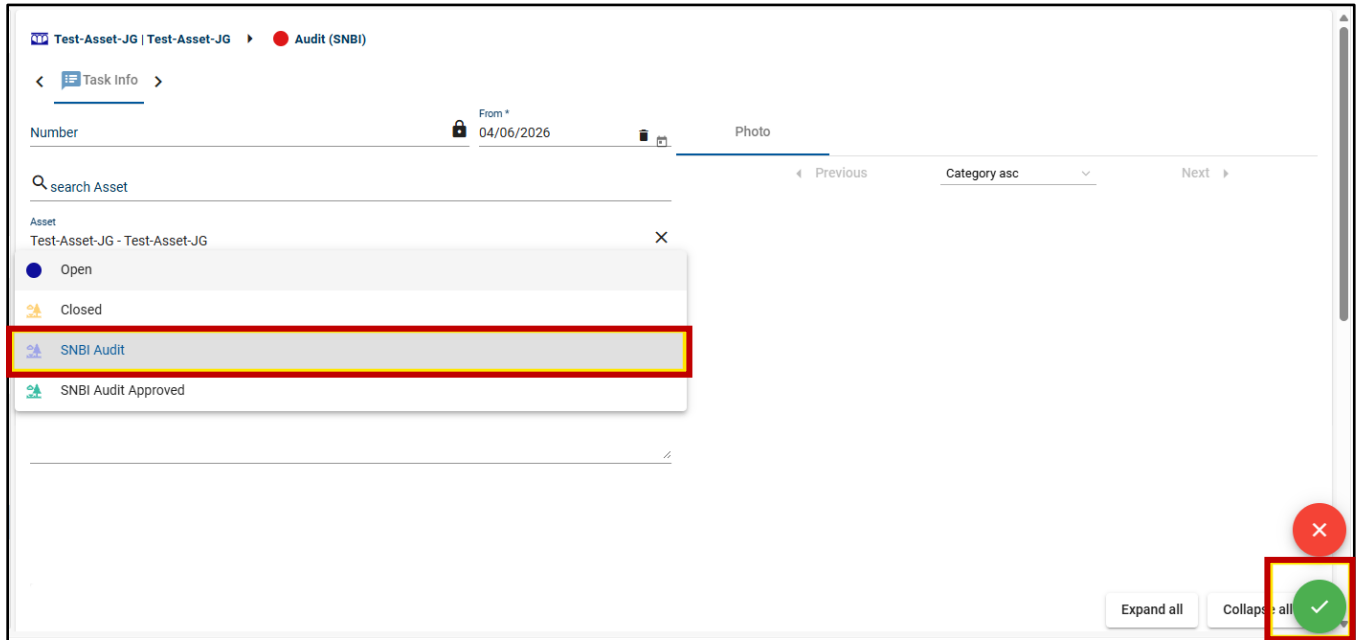 Test-Asset-JG | Test-Asset-JG Audit (SNBI)
Task Info
Number
From *
04/06/2026
Photo
search Asset
Previous
Category asc
Next
Asset
Test-Asset-JG - Test-Asset-JG
Open
Closed
SNBI Audit
SNBI Audit Approved
Expand all
Collapse all